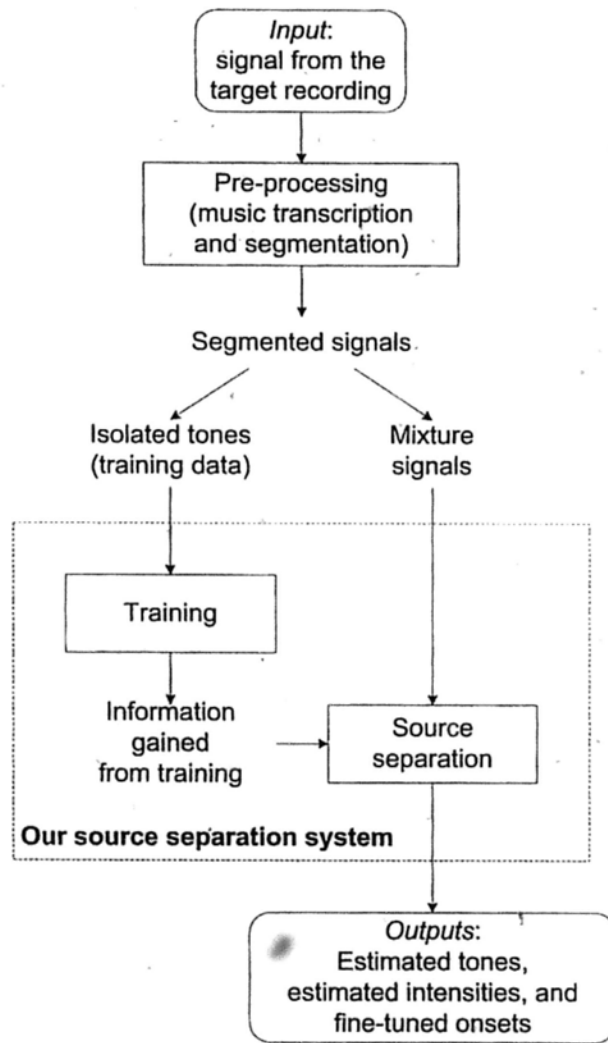 Input:
signal from the
target recording
Pre-processing
(music transcription
and segmentation)
Segmented signals
Isolated tones
(training data)
Mixture
signals
Training
Information
gained
from training
Source
separation
Our source separation system
Outputs:
Estimated tones,
estimated intensities, and
fine-tuned onsets